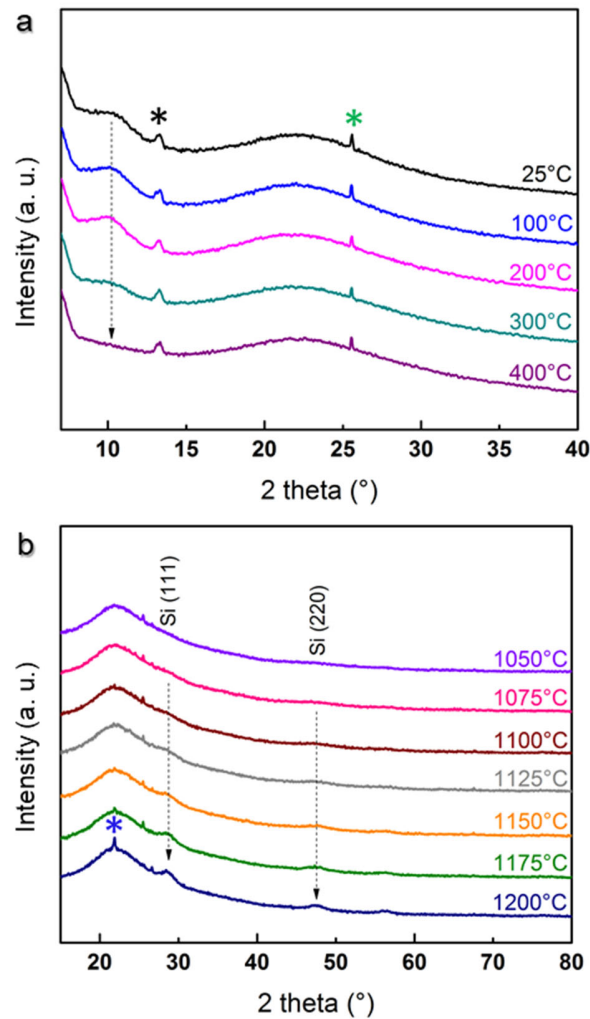 a
*
*
25°C
100°C
200°C
300°C
400°C
Intensity (a. u.)
10 15 20 25 30 35 40
2 theta (°)
b
Si (111)
Si (220)
1050°C
1075°C
1100°C
1125°C
1150°C
1175°C
*
1200°C
Intensity (a. u.)
20 30 40 50 60 70 80
2 theta (°)